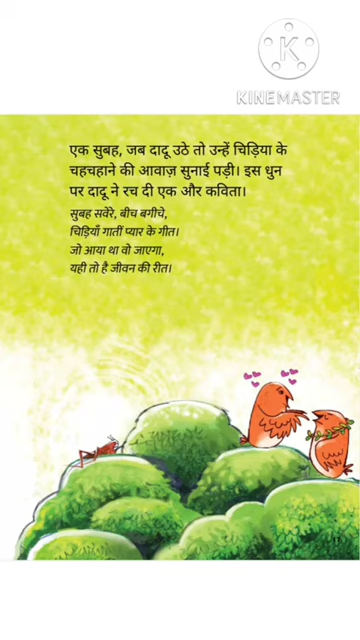 K
KINEMASTER
एक सुबह, जब दादू उठे तो उन्हें चिड़िया के
चहचहाने की आवाज़ सुनाई पड़ी। इस धुन
पर दादू ने रच दी एक और कविता।
सुबह सवेरे, बीच बगीचे,
चिड़ियाँ गातीं प्यार के गीत।
जो आया था वो जाएगा,
यही तो है जीवन की रीत।